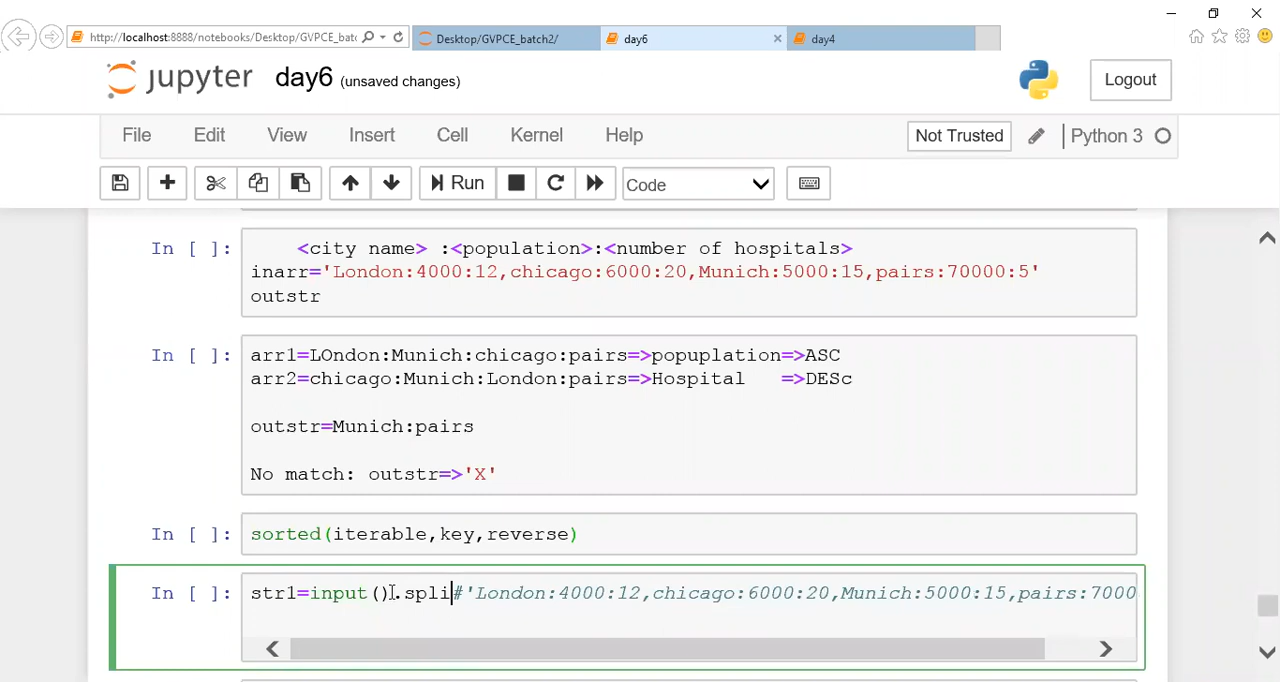 http://localhost:8888/notebooks/Desktop/GVPCE_batc
Desktop/GVPCE_batch2/
day6
day4
jupyter day6 (unsaved changes)
Logout
File Edit View Insert Cell Kernel Help
Not Trusted
Python 3
Run
Code
In [ ]: <city name> :<population>:<number of hospitals>
inarr='London:4000:12,chicago:6000:20,Munich:5000:15,pairs:70000:5'
outstr
In [ ]: arr1=LOndon:Munich:chicago:pairs=>popuplation=>ASC
arr2=chicago:Munich:London:pairs=>Hospital =>DESc
outstr=Munich:pairs
No match: outstr=>'X'
In [ ]: sorted(iterable,key,reverse)
In [ ]: str1=input().spli#'London:4000:12,chicago:6000:20,Munich:5000:15,pairs:7000